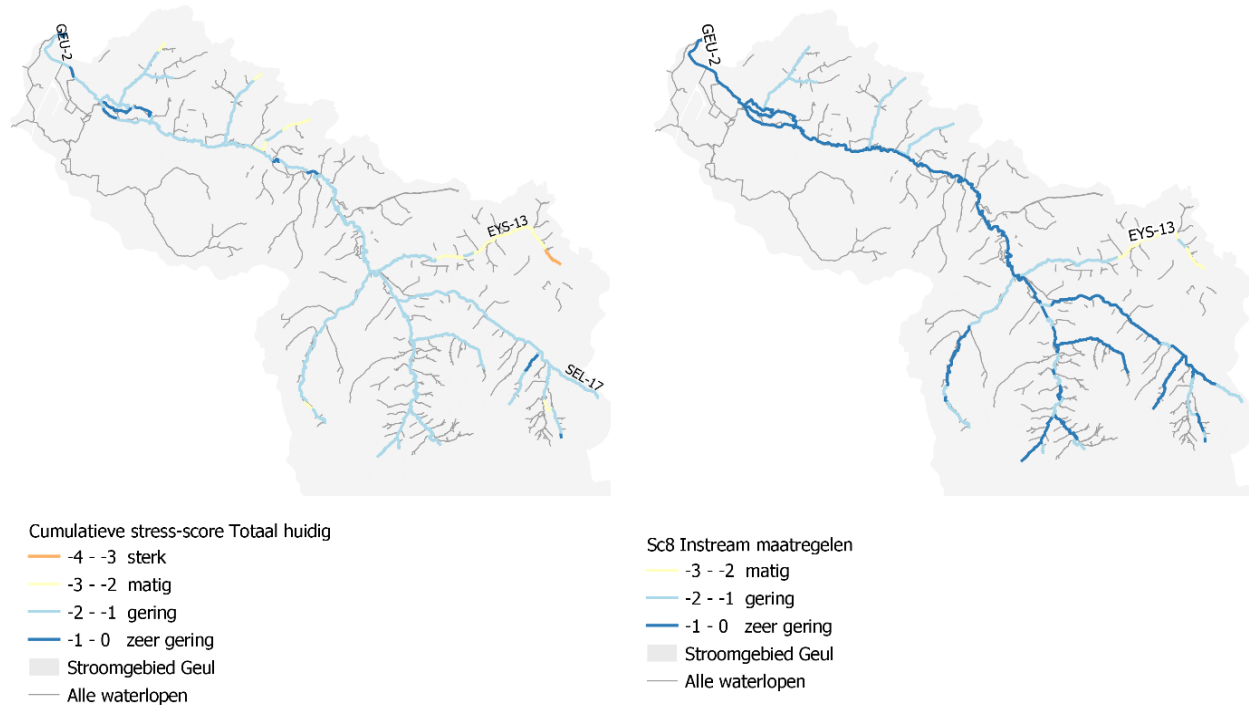 GEU-2
EYS-13
SEL-17
Cumulatieve stress-score Totaal huidig
-4 - -3 sterk
-3 - -2 matig
-2 - -1 gering
-1 - 0 zeer gering
Stroomgebied Geul
Alle waterlopen
GEU-2
EYS-13
Sc8 Instream maatregelen
-3 - -2 matig
-2 - -1 gering
-1 - 0 zeer gering
Stroomgebied Geul
Alle waterlopen